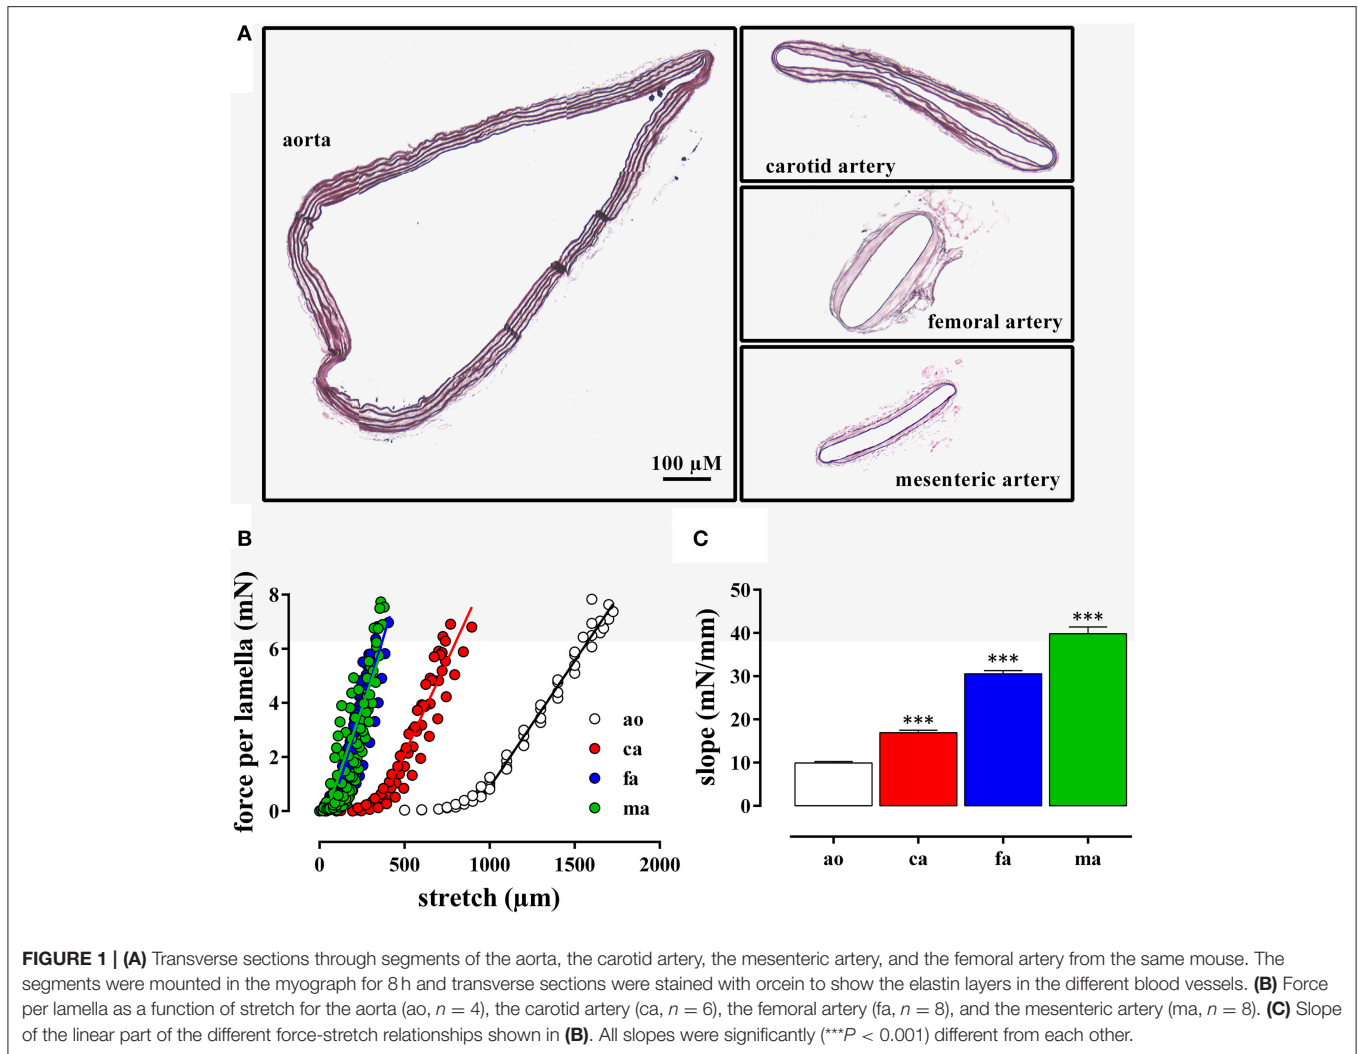 A
aorta
100 µM
carotid artery
femoral artery
mesenteric artery
B
force per lamella (mN)
8
6
4
2
0
0 500 1000 1500 2000
stretch (µm)
ao
ca
fa
ma
C
slope (mN/mm)
50
40
30
20
10
0
***
***
***
ao ca fa ma
FIGURE 1 | (A) Transverse sections through segments of the aorta, the carotid artery, the mesenteric artery, and the femoral artery from the same mouse. The
segments were mounted in the myograph for 8 h and transverse sections were stained with orcein to show the elastin layers in the different blood vessels. (B) Force
per lamella as a function of stretch for the aorta (ao, n = 4), the carotid artery (ca, n = 6), the femoral artery (fa, n = 8), and the mesenteric artery (ma, n = 8). (C) Slope
of the linear part of the different force-stretch relationships shown in (B). All slopes were significantly (***P < 0.001) different from each other.